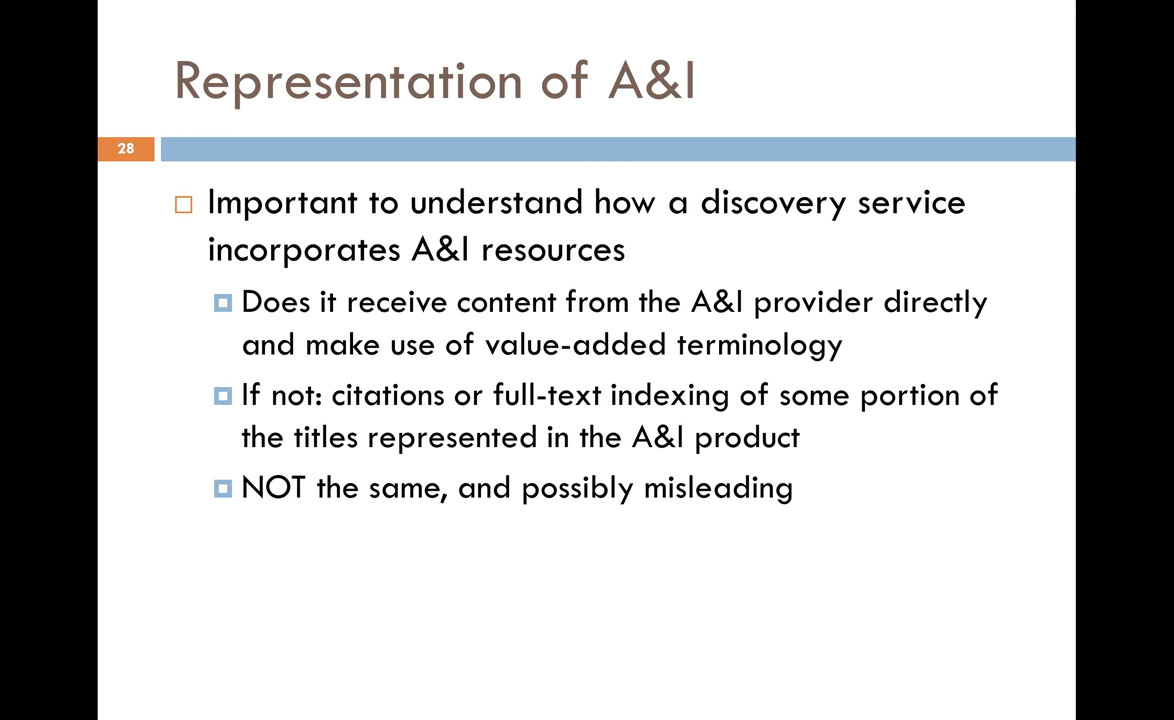 Representation of A&I
28
Important to understand how a discovery service
incorporates A&I resources
Does it receive content from the A&I provider directly
and make use of value-added terminology
If not: citations or full-text indexing of some portion of
the titles represented in the A&I product
NOT the same, and possibly misleading